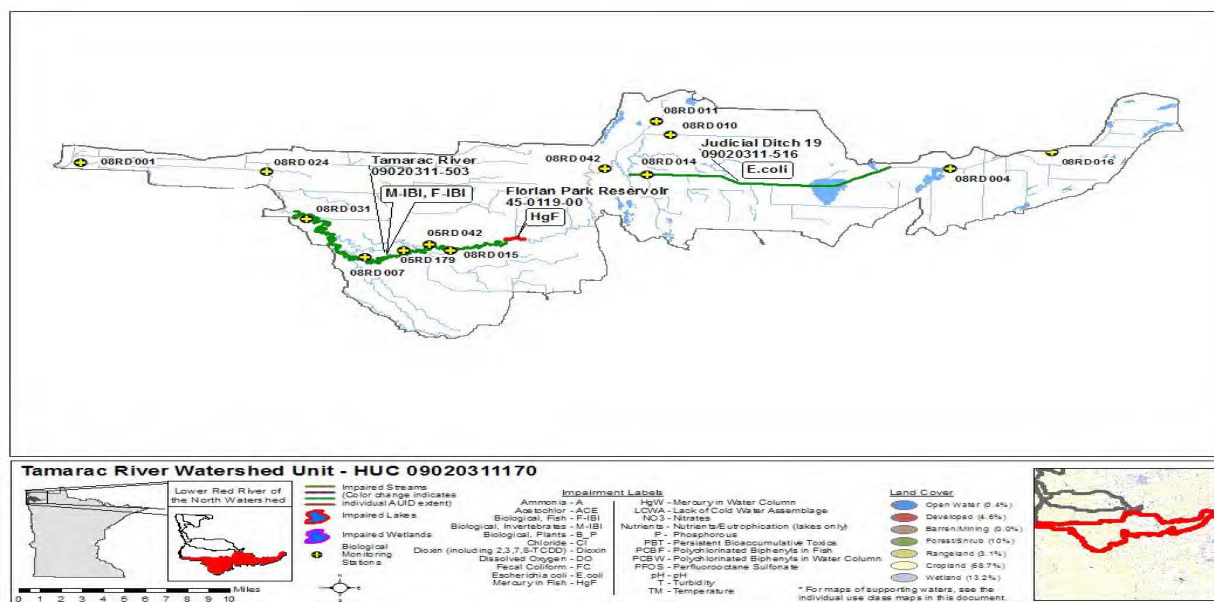 08RD011
08RD010
Judicial Ditch 19
09020311-516
E.coli
08RD001
08RD024
Tamarac River
09020311-503
M-IBI, F-IBI
08RD042
08RD014
08RD016
08RD004
Florian Park Reservoir
45-0119-00
HgF
08RD031
05RD042
08RD015
05RD179
08RD007
Tamarac River Watershed Unit - HUC 09020311170
Lower Red River of
the North Watershed
0 1 2 3 4 5 6 7 8 9 10 Miles
Impaired Streams
(Color change indicates
individual AUID extent)
Impaired Lakes
Impaired Wetlands
Biological
Monitoring
Stations
Impairment Labels
Ammonia - A
Acetochlor - ACE
Biological, Fish - F-IBI
Biological, Invertebrates - M-IBI
Biological, Plants - B_P
Chloride - Cl
Dioxin (including 2,3,7,8-TCDD) - Dioxin
Dissolved Oxygen - DO
Fecal Coliform - FC
Escherichia coli - E.coli
Mercury in Fish - HgF
HgW - Mercury in Water Column
LCWA - Lack of Cold Water Assemblage
NO3 - Nitrates
Nutrients - Nutrients/Eutrophication (lakes only)
P - Phosphorous
PBT - Persistent Bioaccumulative Toxics
PCBF - Polychlorinated Biphenyls in Fish
PCBW - Polychlorinated Biphenyls in Water Column
PFOS - Perfluorooctane Sulfonate
pH - pH
T - Turbidity
TM - Temperature
Land Cover
Open Water (0.4%)
Developed (4.6%)
Barren/Mining (0.0%)
Forest/Shrub (10%)
Rangeland (3.1%)
Cropland (68.7%)
Wetland (13.2%)
* For maps of supporting waters, see the
individual use class maps in this document.